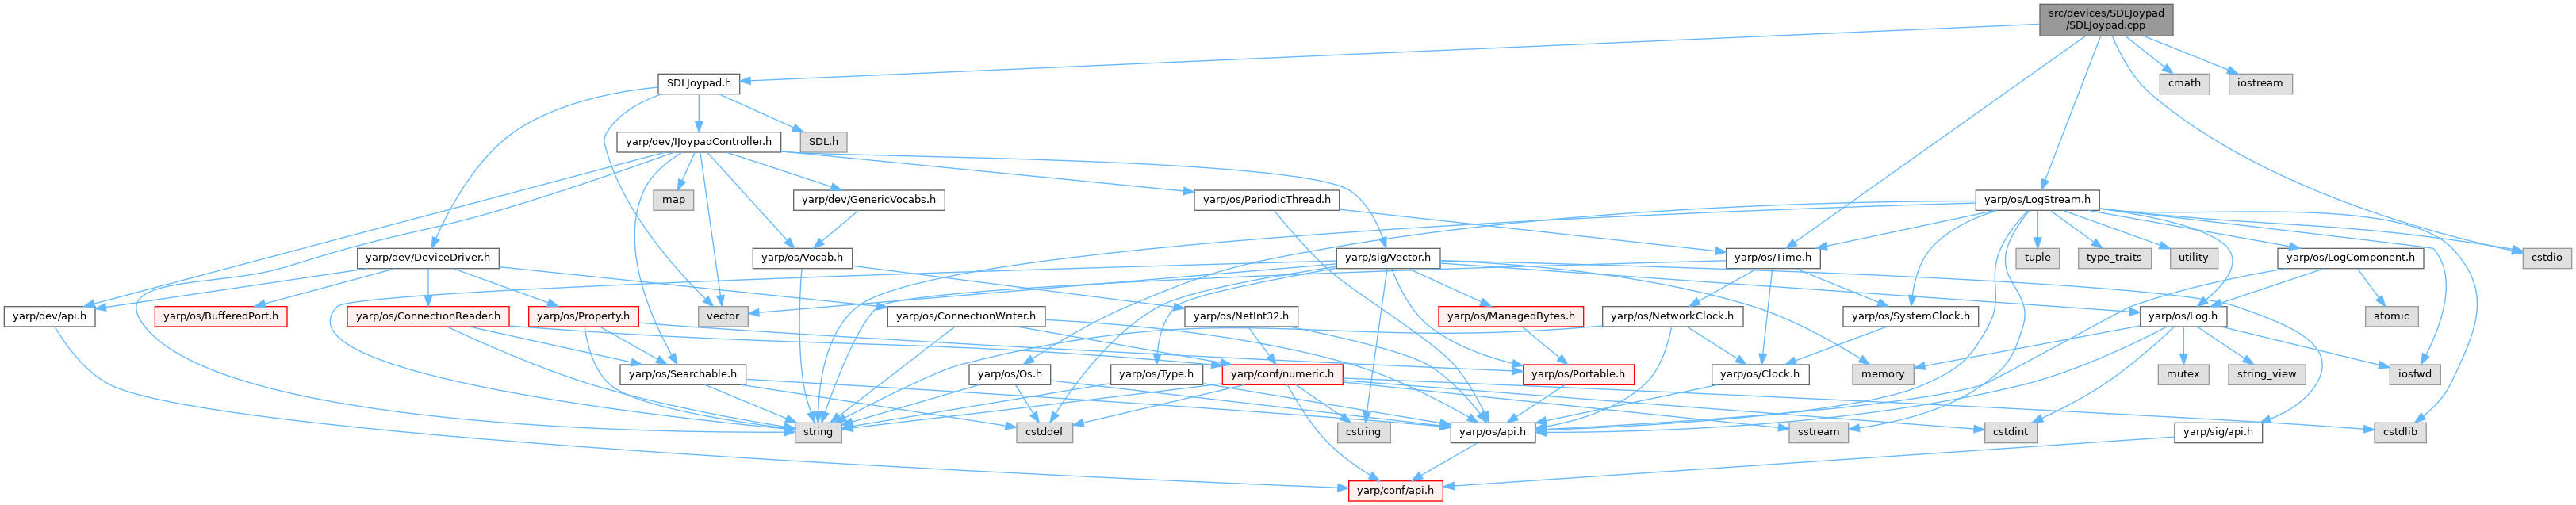 src/devices/SDLJoypad
/SDLJoypad.cpp
SDLJoypad.h
cmath
iostream
yarp/dev/IJoypadController.h
SDL.h
map
yarp/dev/GenericVocabs.h
yarp/os/PeriodicThread.h
yarp/os/LogStream.h
yarp/dev/DeviceDriver.h
yarp/os/Vocab.h
yarp/sig/Vector.h
yarp/os/Time.h
tuple
type_traits
utility
yarp/os/LogComponent.h
cstdio
yarp/dev/api.h
yarp/os/BufferedPort.h
yarp/os/ConnectionReader.h
yarp/os/Property.h
vector
yarp/os/ConnectionWriter.h
yarp/os/NetInt32.h
yarp/os/ManagedBytes.h
yarp/os/NetworkClock.h
yarp/os/SystemClock.h
yarp/os/Log.h
atomic
yarp/os/Searchable.h
yarp/os/Os.h
yarp/os/Type.h
yarp/conf/numeric.h
yarp/os/Portable.h
yarp/os/Clock.h
memory
mutex
string_view
iosfwd
string
cstddef
cstring
yarp/os/api.h
sstream
cstdint
yarp/sig/api.h
cstdlib
yarp/conf/api.h